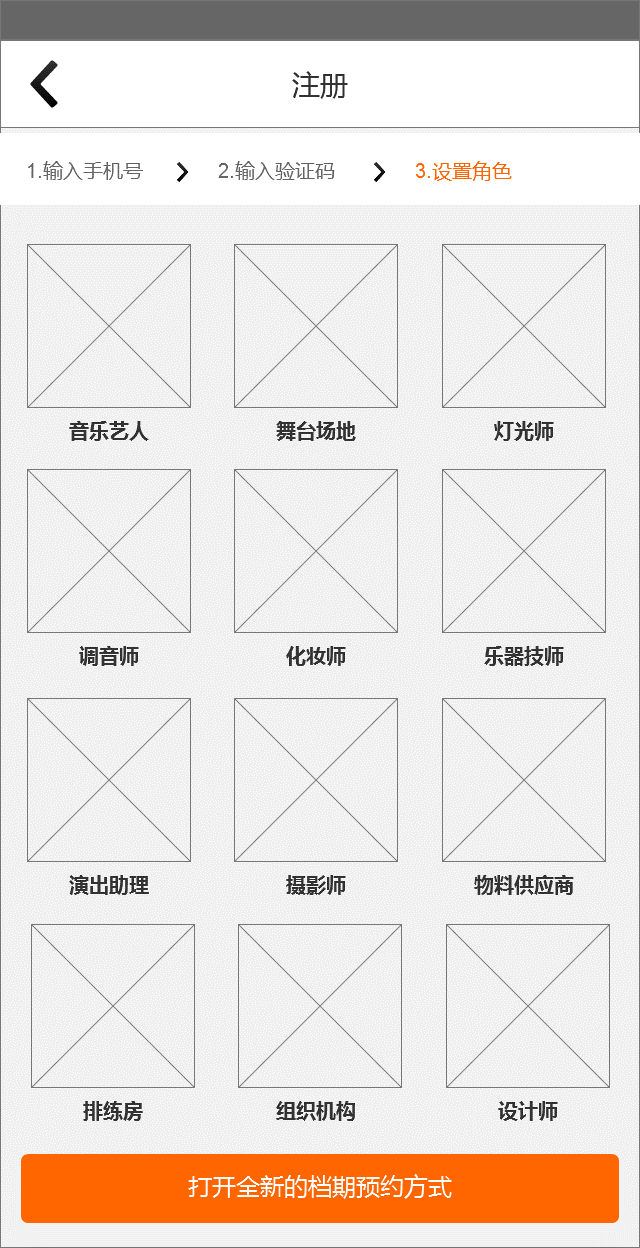 注册
1.输入手机号
2.输入验证码
3.设置角色
音乐艺人
舞台场地
灯光师
调音师
化妆师
乐器技师
演出助理
摄影师
物料供应商
排练房
组织机构
设计师
打开全新的档期预约方式